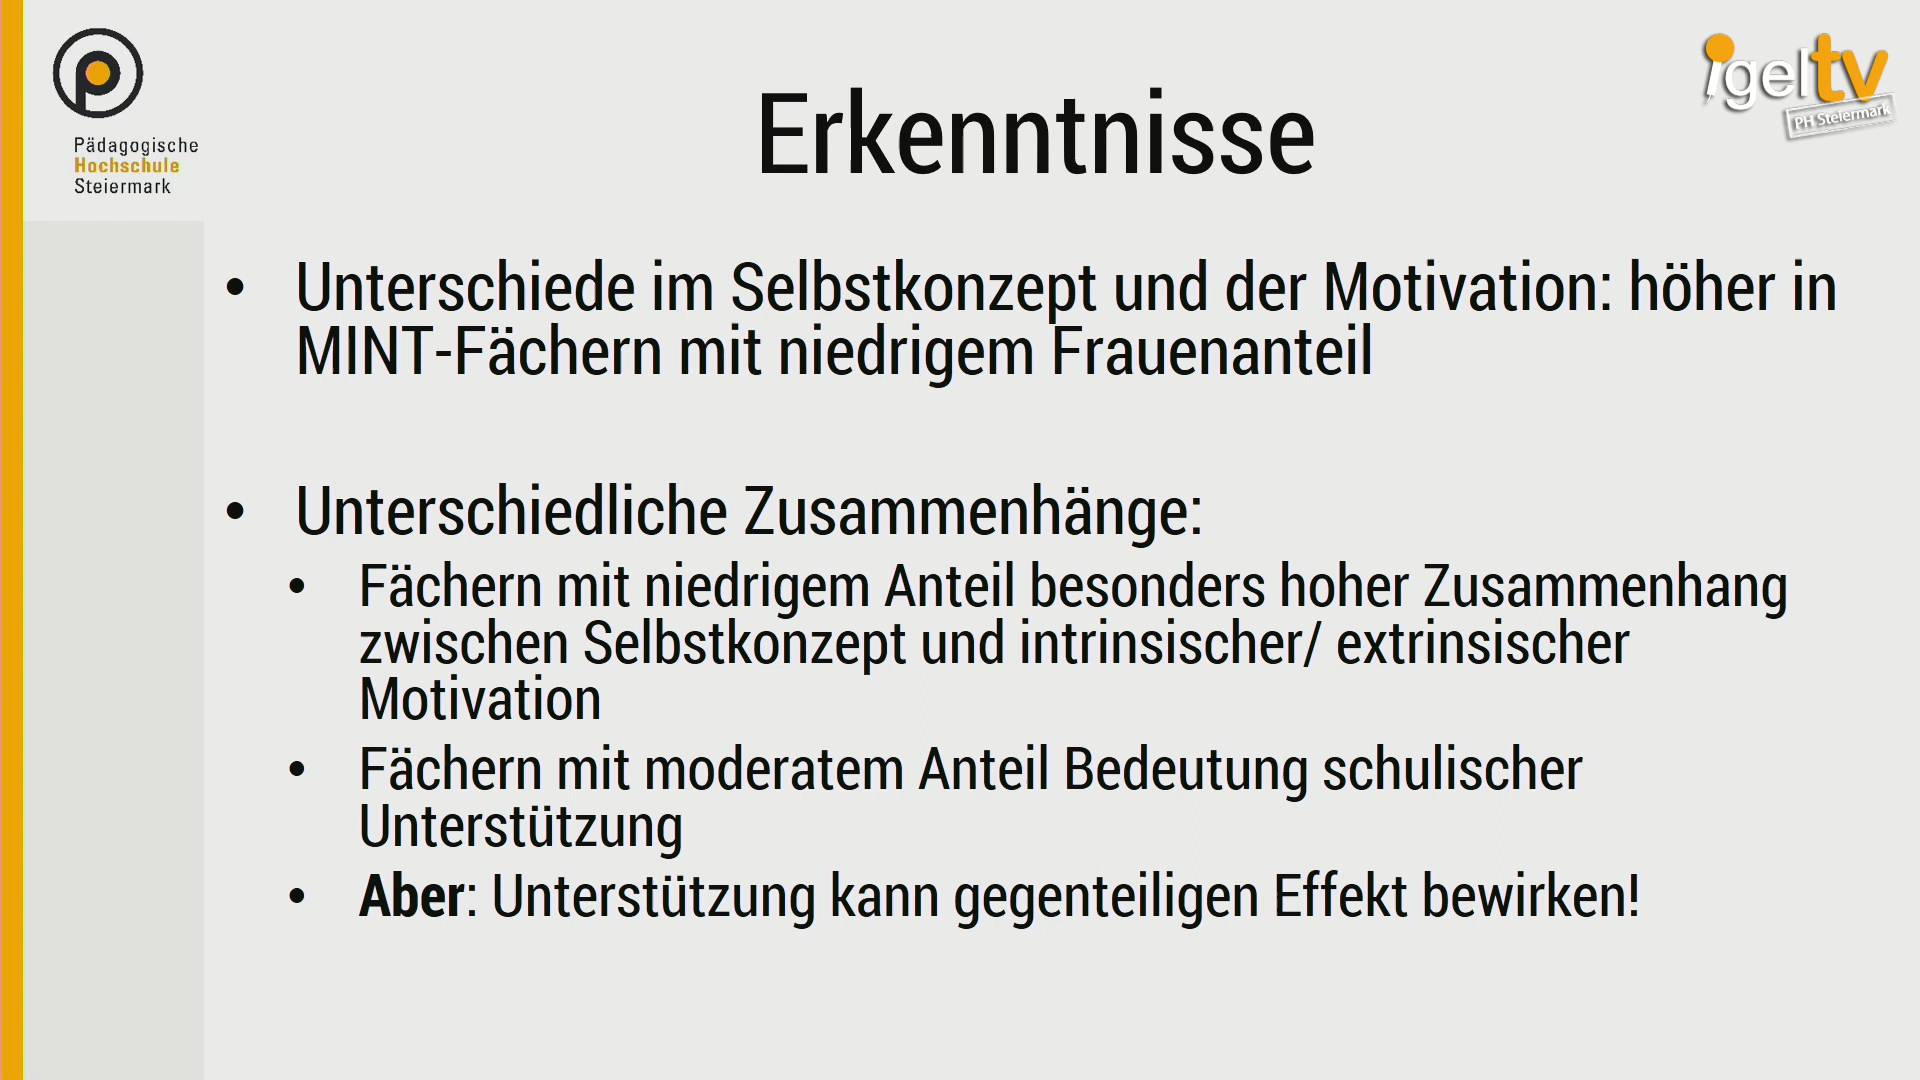 Pädagogische
Hochschule
Steiermark
igeltv
PH Steiermark
Erkenntnisse
• Unterschiede im Selbstkonzept und der Motivation: höher in
MINT-Fächern mit niedrigem Frauenanteil
• Unterschiedliche Zusammenhänge:
• Fächern mit niedrigem Anteil besonders hoher Zusammenhang
zwischen Selbstkonzept und intrinsischer/ extrinsischer
Motivation
• Fächern mit moderatem Anteil Bedeutung schulischer
Unterstützung
• Aber: Unterstützung kann gegenteiligen Effekt bewirken!